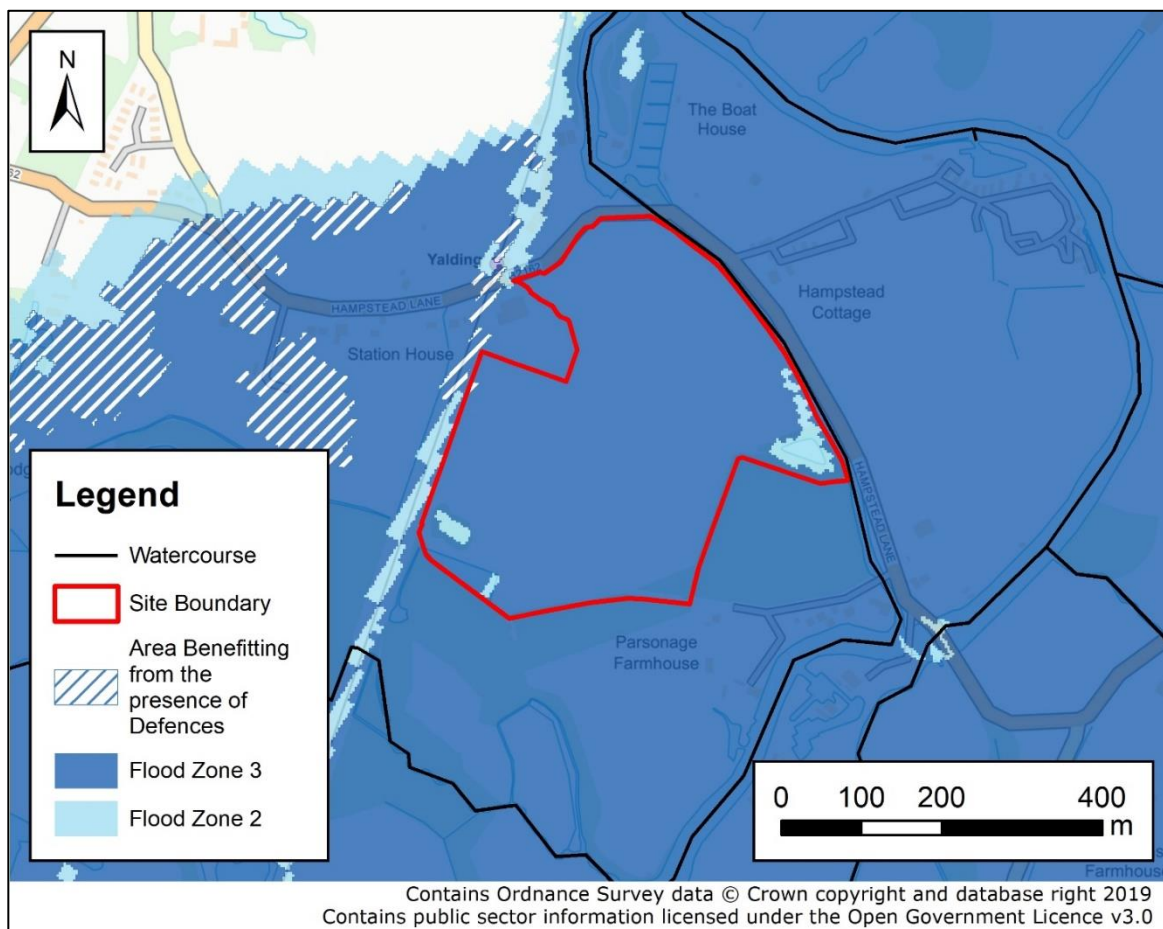 N
The Boat
House
62
Yalding
HAMPSTEAD LANE
Hampstead
Cottage
Station House
HAMPSTEAD LANE
Parsonage
Farmhouse
Legend
Watercourse
Site Boundary
Area Benefitting
from the
presence of
Defences
Flood Zone 3
Flood Zone 2
0 100 200 400
m
Farmhouse
Contains Ordnance Survey data © Crown copyright and database right 2019
Contains public sector information licensed under the Open Government Licence v3.0